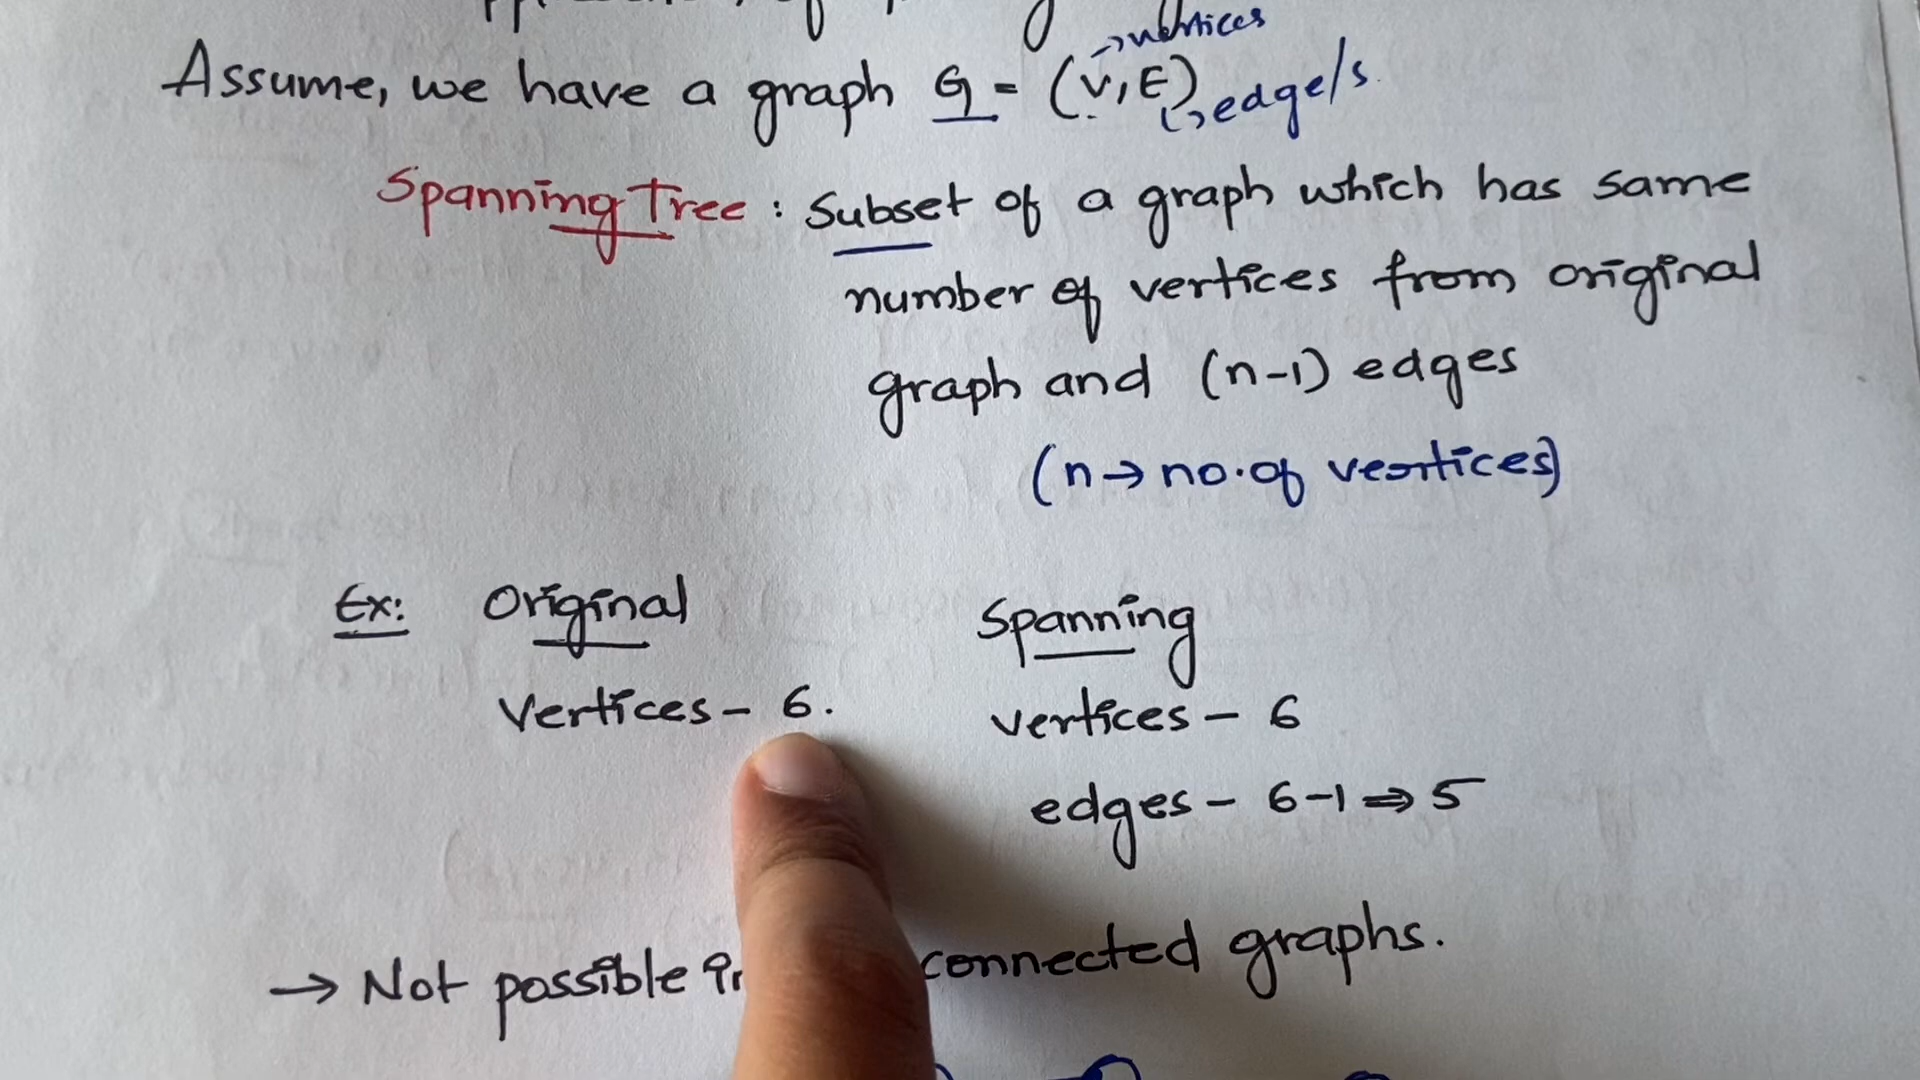 vertices
Assume, we have a graph G = (V,E)
edge/s.
Spanning Tree : Subset of a graph which has same
number of vertices from original
graph and (n-1) edges
(n→ no.of vertices)
Ex: Original
Vertices - 6.
Spanning
vertices - 6
edges - 6-1 ⇒ 5
→ Not possible connected graphs.